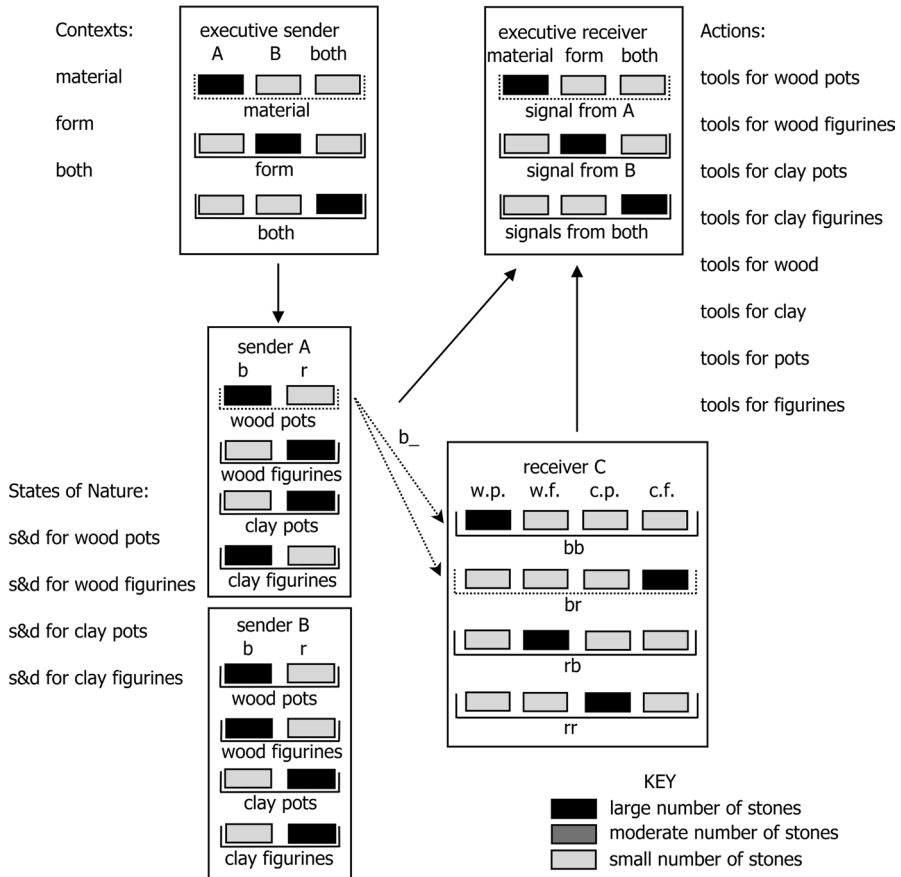 Contexts:
material
form
both
executive sender
A B both
material
form
both
executive receiver
material form both
signal from A
signal from B
signals from both
Actions:
tools for wood pots
tools for wood figurines
tools for clay pots
tools for clay figurines
tools for wood
tools for clay
tools for pots
tools for figurines
sender A
b r
wood pots
wood figurines
clay pots
clay figurines
b_
States of Nature:
s&d for wood pots
s&d for wood figurines
s&d for clay pots
s&d for clay figurines
sender B
b r
wood pots
wood figurines
clay pots
clay figurines
receiver C
w.p. w.f. c.p. c.f.
bb
br
rb
rr
KEY
large number of stones
moderate number of stones
small number of stones